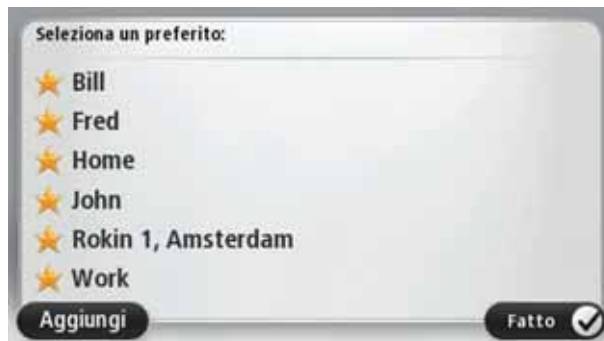 Seleziona un preferito:
Bill
Fred
Home
John
Rokin 1, Amsterdam
Work
Aggiungi
Fatto